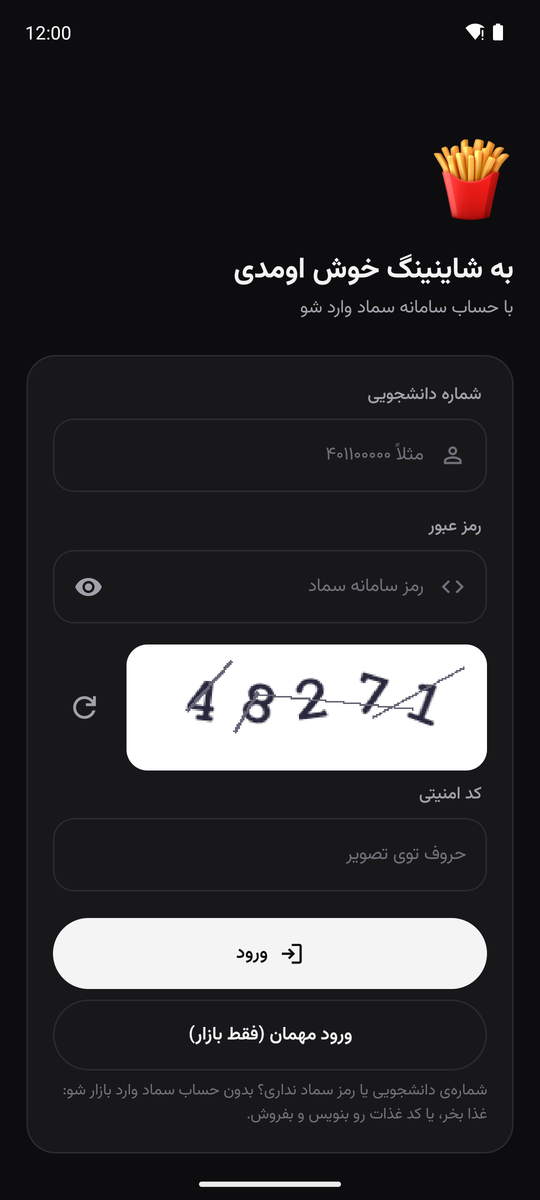 12:00
به شاینینگ خوش اومدی
با حساب سامانه سماد وارد شو
شماره دانشجویی
مثلاً ۴۰۱۱۰۰۰۰۰
رمز عبور
رمز سامانه سماد
48271
کد امنیتی
حروف توی تصویر
ورود
ورود مهمان (فقط بازار)
شماره‌ی دانشجویی یا رمز سماد نداری؟ بدون حساب سماد وارد بازار شو:
غذا بخر، یا کد غذات رو بنویس و بفروش.